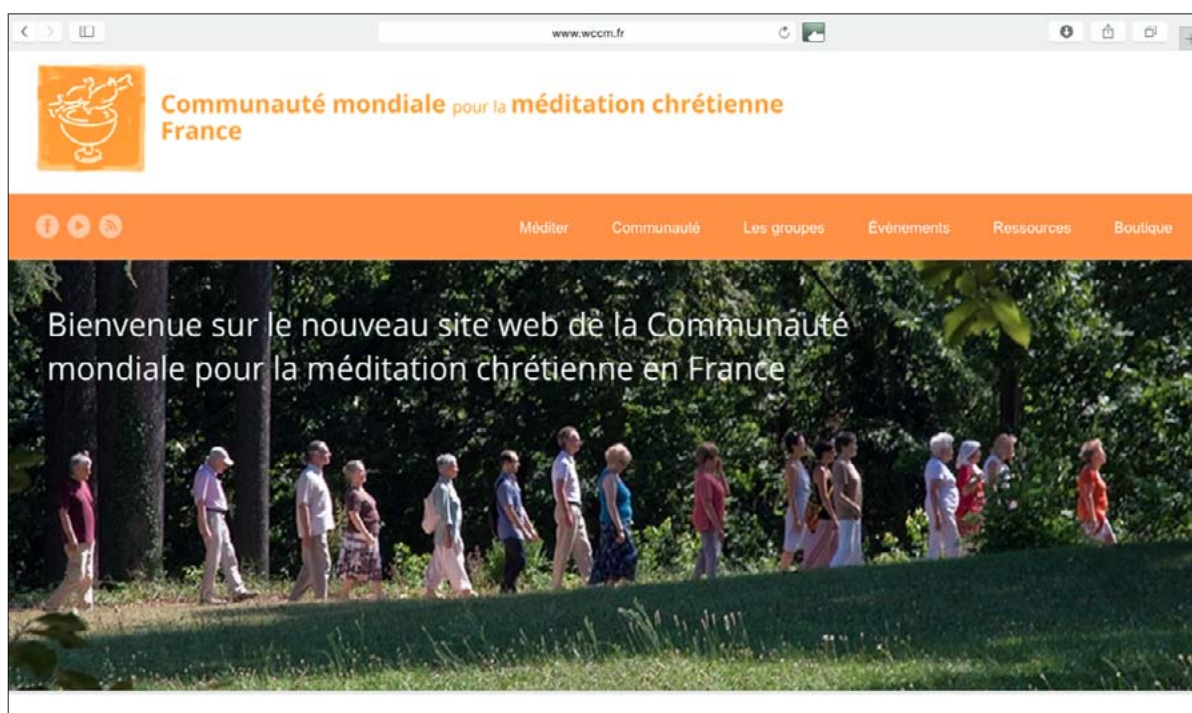 www.wccm.fr
Communauté mondiale pour la méditation chrétienne
France
Méditer Communauté Les groupes Évènements Ressources Boutique
Bienvenue sur le nouveau site web de la Communauté
mondiale pour la méditation chrétienne en France